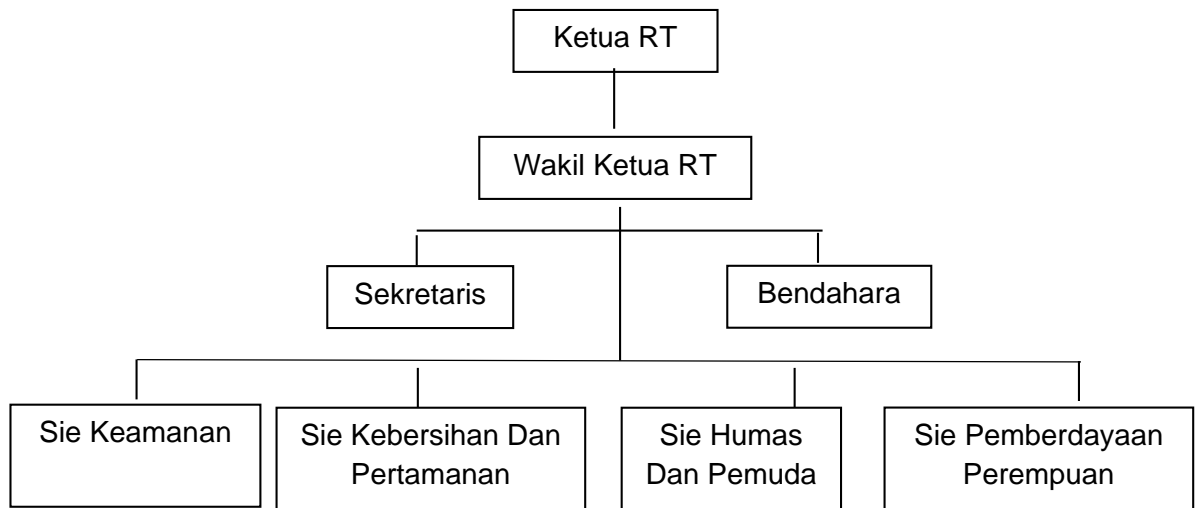 Ketua RT
Wakil Ketua RT
Sekretaris
Bendahara
Sie Keamanan
Sie Kebersihan Dan
Pertamanan
Sie Humas
Dan Pemuda
Sie Pemberdayaan
Perempuan